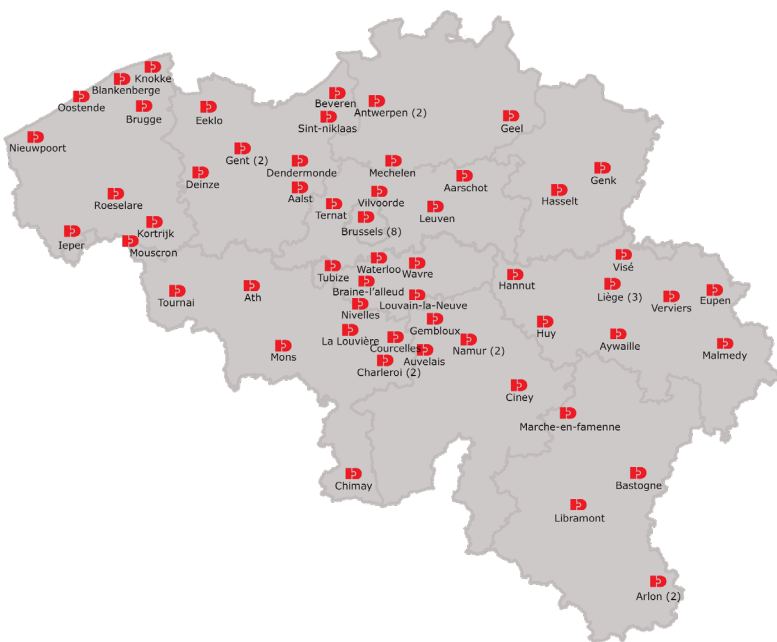 Knokke
Blankenberge
Oostende
Brugge
Eeklo
Beveren
Antwerpen (2)
Sint-niklaas
Geel
Nieuwpoort
Gent (2)
Dendermonde
Mechelen
Genk
Deinze
Aarschot
Aalst
Vilvoorde
Hasselt
Roeselare
Ternat
Leuven
Ieper
Kortrijk
Brussels (8)
Mouscron
Visé
Tubize
Waterloo
Wavre
Hannut
Tournai
Ath
Braine-l'alleud
Liège (3)
Eupen
Louvain-la-Neuve
Verviers
Nivelles
Gembloux
Huy
La Louvière
Courcelles
Aywaille
Mons
Auvelais
Namur (2)
Malmedy
Charleroi (2)
Ciney
Marche-en-famenne
Chimay
Bastogne
Libramont
Arlon (2)